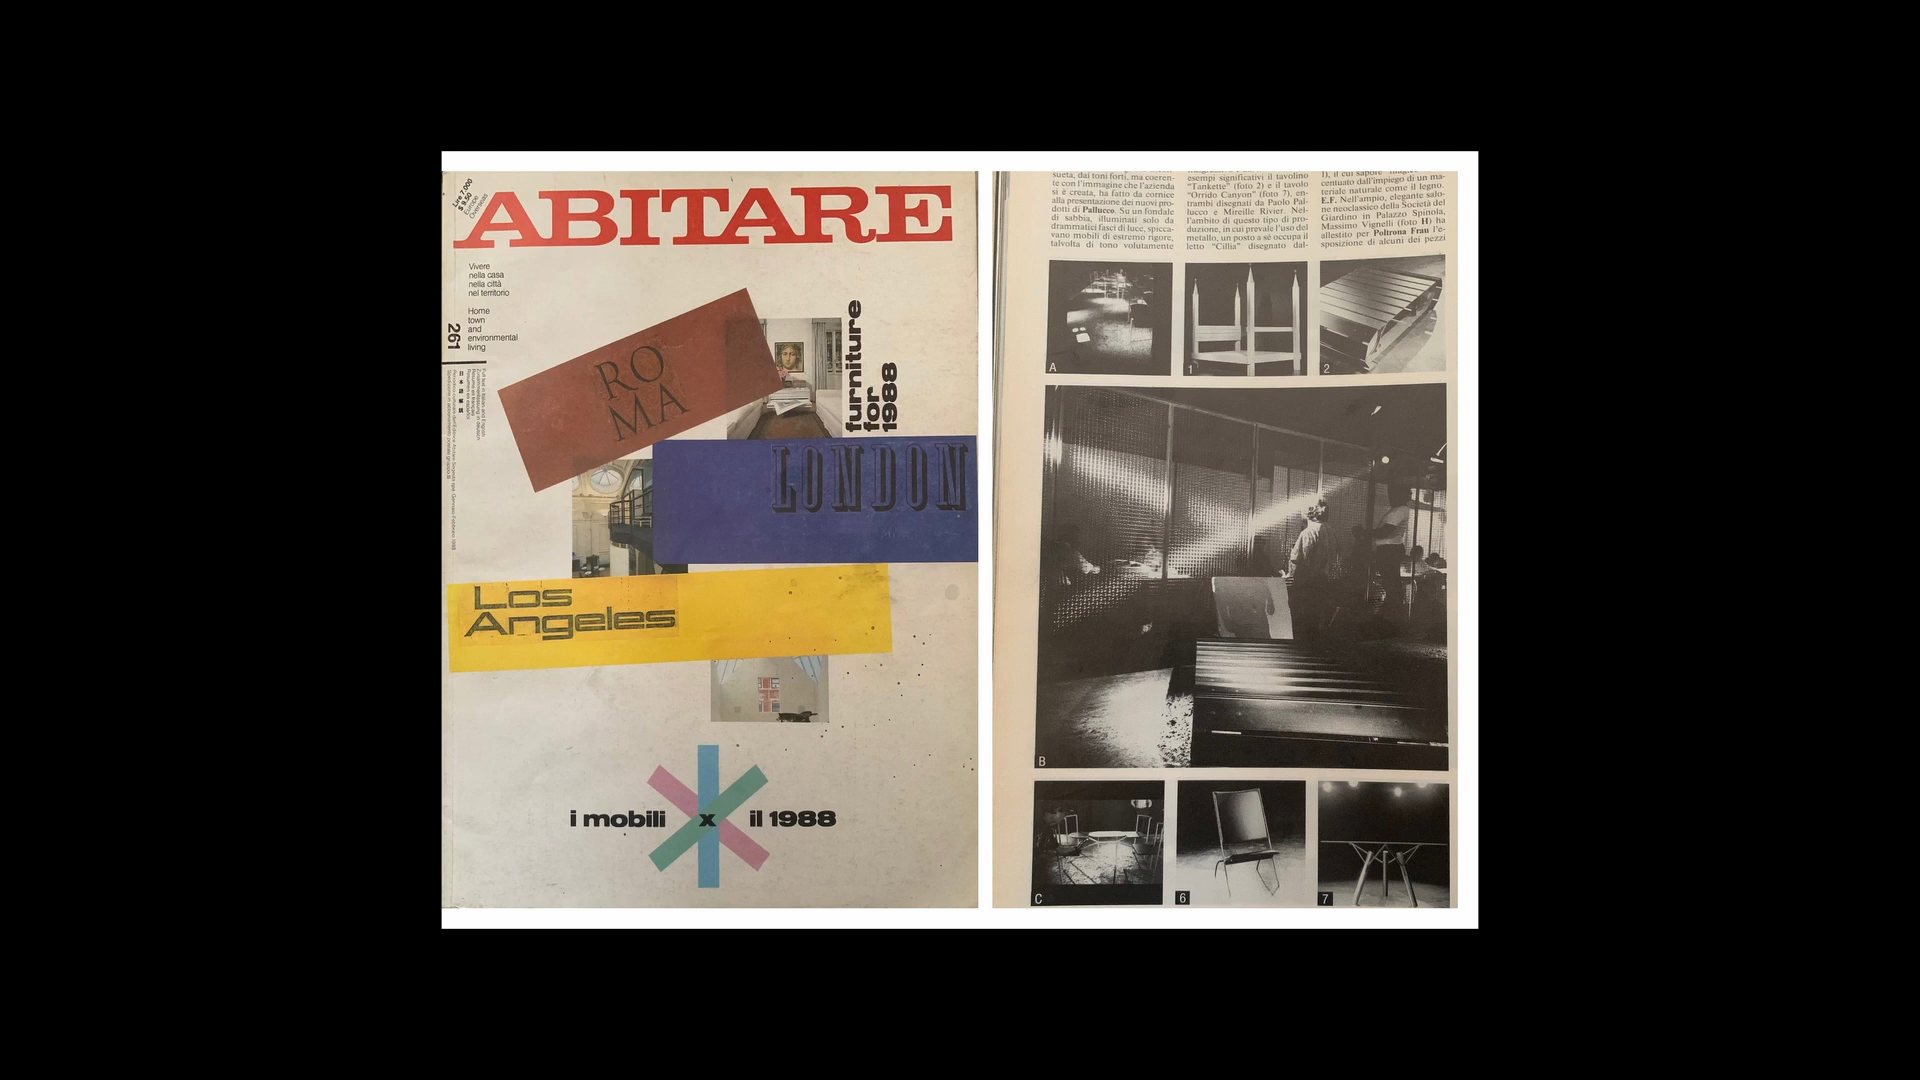 Lire 7.000
$ 9.50
Europe
Overseas
ABITARE
Vivere
nella casa
nella città
nel territorio
Home
town
and
environmental
living
261
RO
MA
furniture
for
1988
LONDON
Los
Angeles
i mobili x il 1988
sueta, dai toni forti, ma coeren-
te con l'immagine che l'azienda
si è creata, ha fatto da cornice
alla presentazione dei nuovi pro-
dotti di Pallucco. Su un fondale
di sabbia, illuminati solo da
drammatici fasci di luce, spicca-
vano mobili di estremo rigore,
talvolta di tono volutamente
esempi significativi il tavolino
"Tankette" (foto 2) e il tavolo
"Orrido Canyon" (foto 7), en-
trambi disegnati da Paolo Pal-
lucco e Mireille Rivier. Nel-
l'ambito di questo tipo di pro-
duzione, in cui prevale l'uso del
metallo, un posto a sé occupa il
letto "Cillia" disegnato dal-
1), il cui sapore
centuato dall'impiego di un ma-
teriale naturale come il legno.
E.F. Nell'ampio, elegante salo-
ne neoclassico della Società del
Giardino in Palazzo Spinola,
Massimo Vignelli (foto H) ha
allestito per Poltrona Frau l'e-
sposizione di alcuni dei pezzi
A
1
2
B
C
6
7